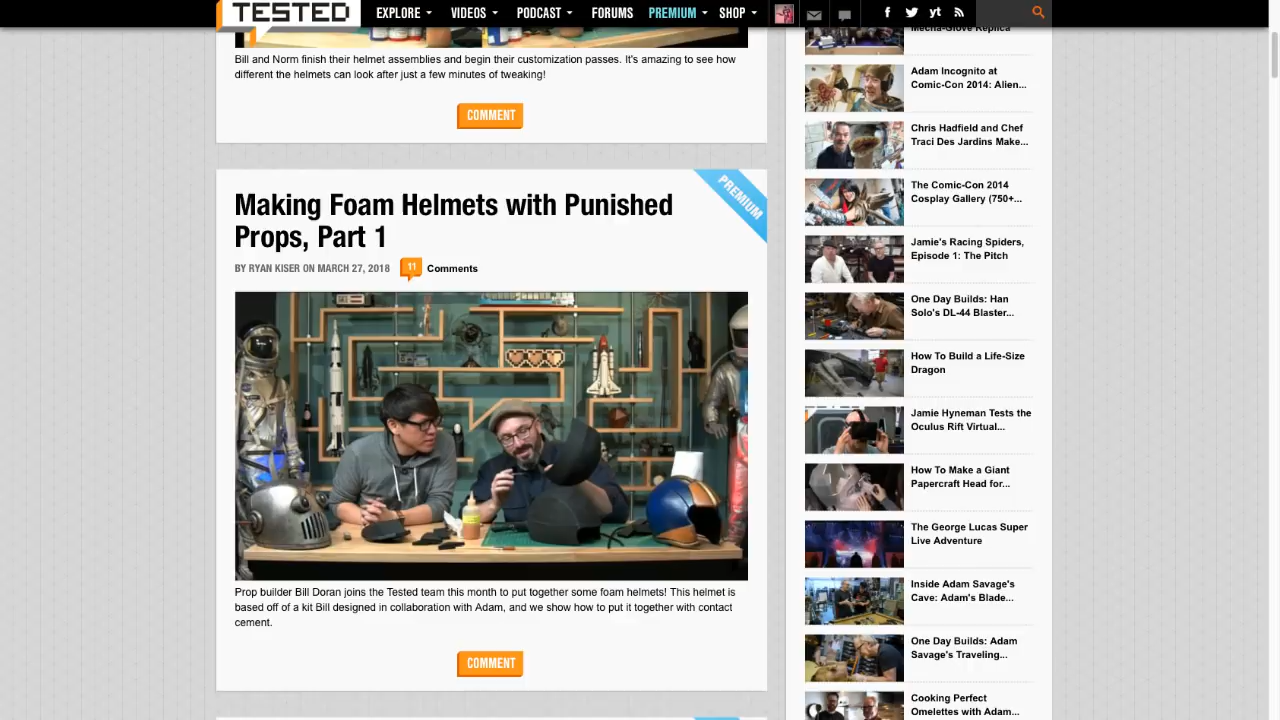 TESTED
EXPLORE
VIDEOS
PODCAST
FORUMS
PREMIUM
SHOP
f
yt
Bill and Norm finish their helmet assemblies and begin their customization passes. It's amazing to see how
different the helmets can look after just a few minutes of tweaking!
COMMENT
PREMIUM
Making Foam Helmets with Punished
Props, Part 1
BY RYAN KISER ON MARCH 27, 2018
11
Comments
Prop builder Bill Doran joins the Tested team this month to put together some foam helmets! This helmet is
based off of a kit Bill designed in collaboration with Adam, and we show how to put it together with contact
cement.
COMMENT
Mecha-Glove Replica
Adam Incognito at
Comic-Con 2014: Alien...
Chris Hadfield and Chef
Traci Des Jardins Make...
The Comic-Con 2014
Cosplay Gallery (750+...
Jamie's Racing Spiders,
Episode 1: The Pitch
One Day Builds: Han
Solo's DL-44 Blaster...
How To Build a Life-Size
Dragon
Jamie Hyneman Tests the
Oculus Rift Virtual...
How To Make a Giant
Papercraft Head for...
The George Lucas Super
Live Adventure
Inside Adam Savage's
Cave: Adam's Blade...
One Day Builds: Adam
Savage's Traveling...
Cooking Perfect
Omelettes with Adam...